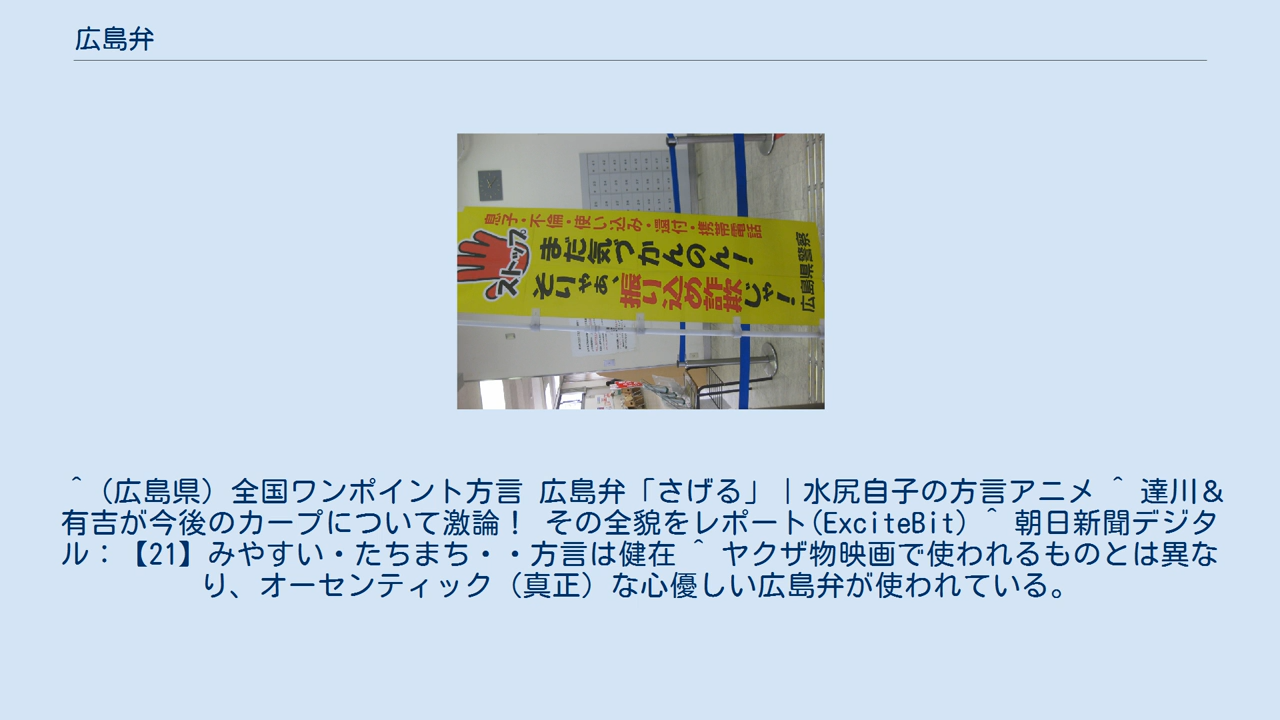 広島弁
ストップ
息子・不倫・使い込み・還付・携帯電話
まだ気づかんのん!
そりゃぁ、振り込め詐欺じゃ!
広島県警察
^（広島県）全国ワンポイント方言 広島弁「さげる」｜水尻自子の方言アニメ ^ 達川＆
有吉が今後のカープについて激論！ その全貌をレポート(ExciteBit) ^ 朝日新聞デジタ
ル：【21】みやすい・たちまち・・方言は健在 ^ ヤクザ物映画で使われるものとは異な
り、オーセンティック（真正）な心優しい広島弁が使われている。